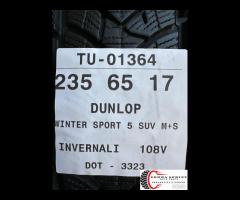 TU-01364
235 65 17
DUNLOP
WINTER SPORT 5 SUV M+S
INVERNALI 108V
DOT - 3323